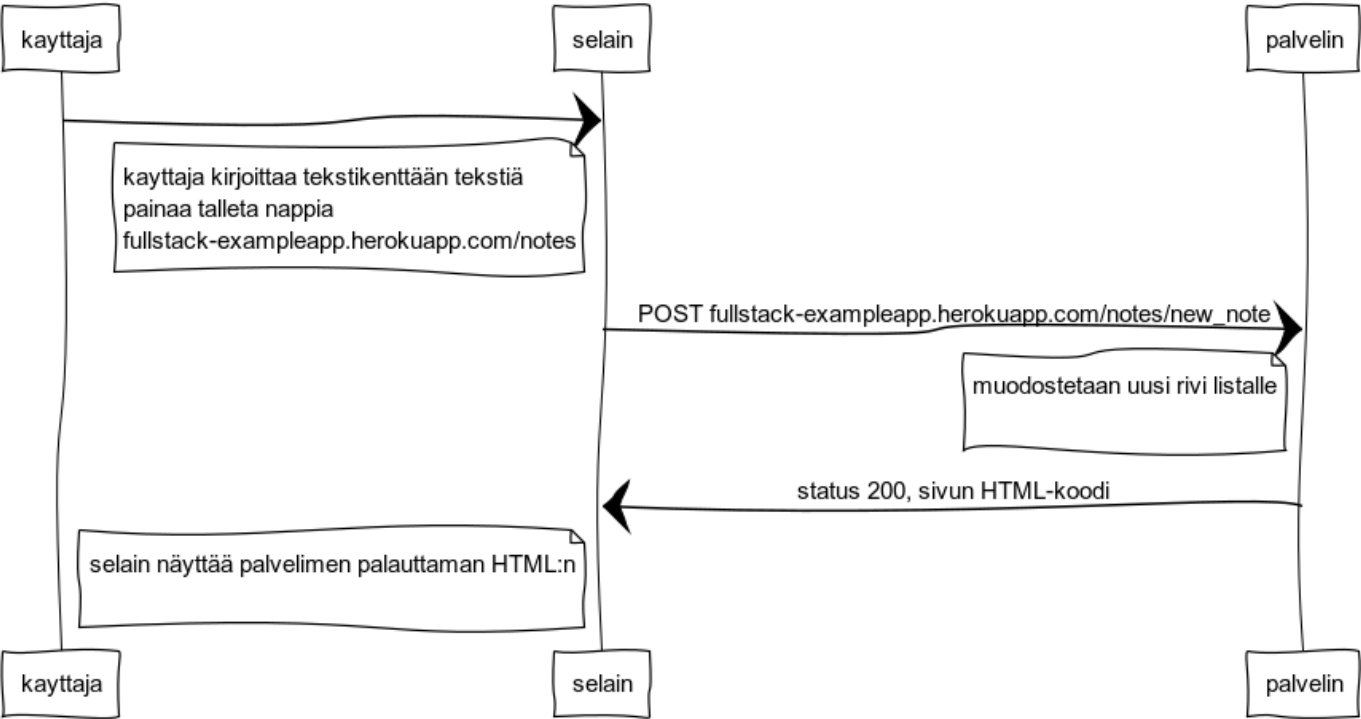 kayttaja
selain
palvelin
kayttaja kirjoittaa tekstikenttään tekstiä
painaa talleta nappia
fullstack-exampleapp.herokuapp.com/notes
POST fullstack-exampleapp.herokuapp.com/notes/new_note
muodostetaan uusi rivi listalle
status 200, sivun HTML-koodi
selain näyttää palvelimen palauttaman HTML:n
kayttaja
selain
palvelin